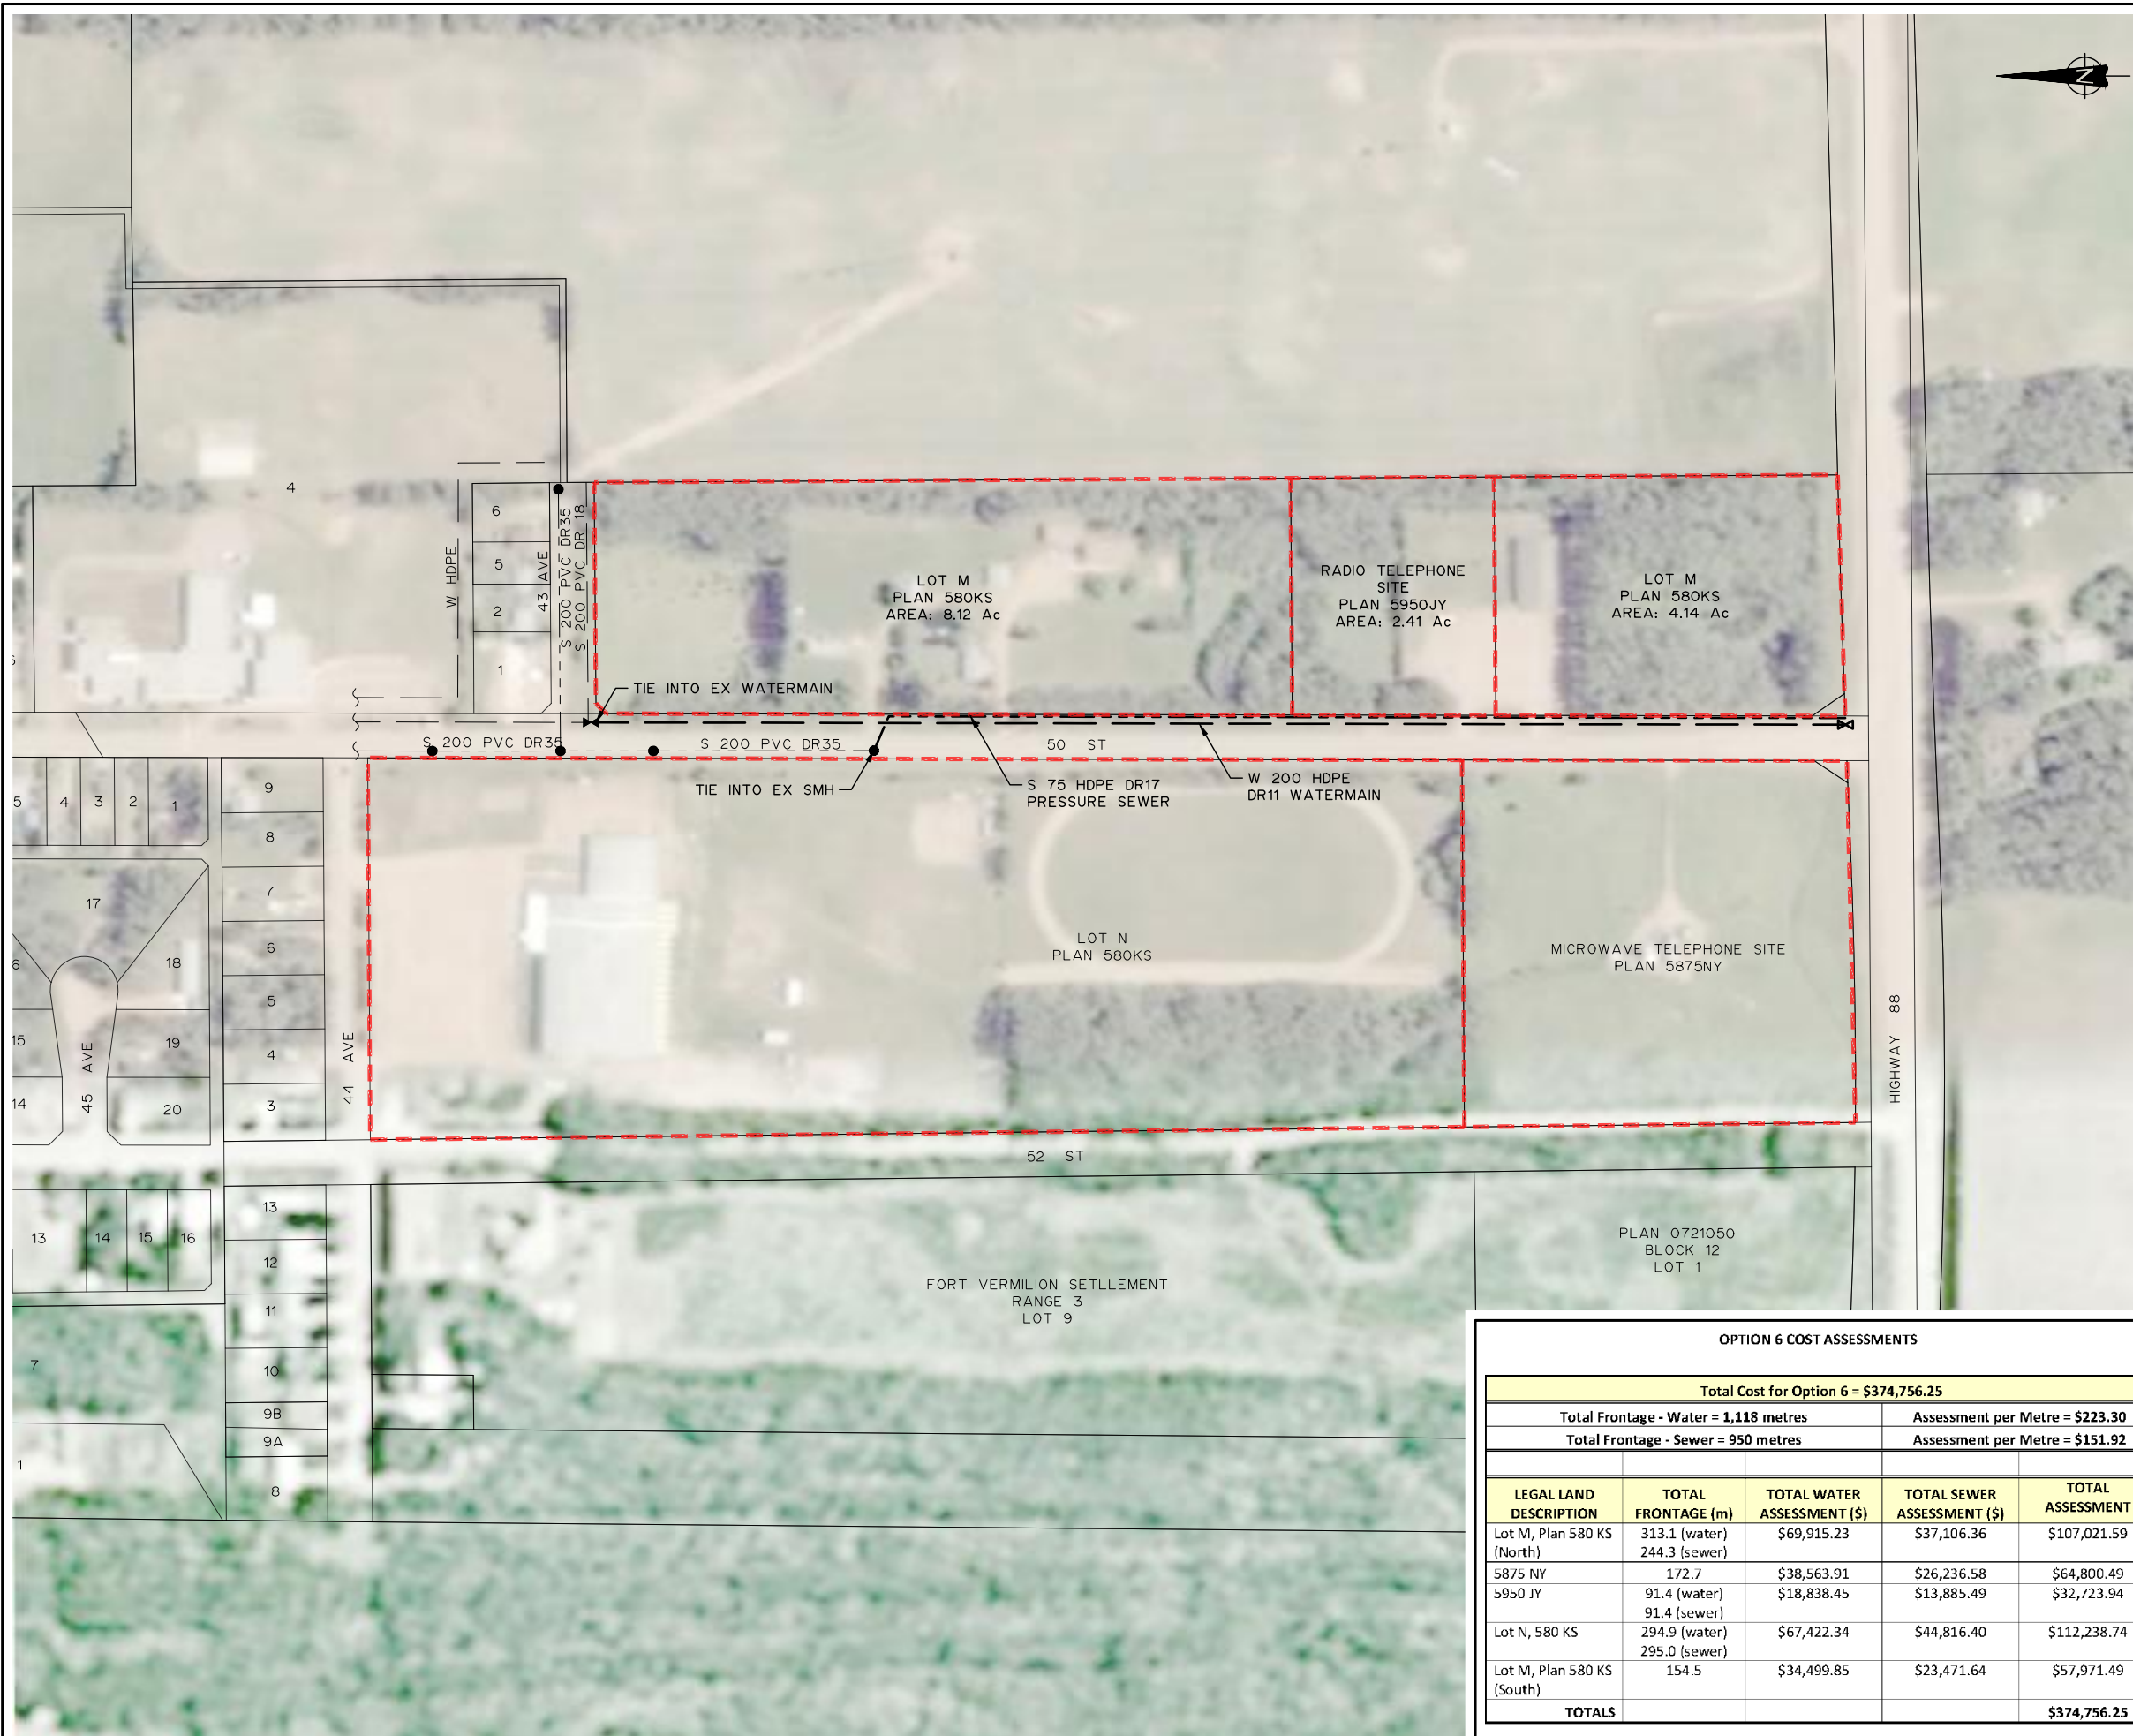 N
4
6
5
2
1
43 AVE
W HDPE
S 200 PVC DR35
S 200 PVC DR 18
LOT M
PLAN 580KS
AREA: 8.12 Ac
RADIO TELEPHONE
SITE
PLAN 5950JY
AREA: 2.41 Ac
LOT M
PLAN 580KS
AREA: 4.14 Ac
TIE INTO EX WATERMAIN
S 200 PVC DR35
S 200 PVC DR35
50 ST
TIE INTO EX SMH
S 75 HDPE DR17
PRESSURE SEWER
W 200 HDPE
DR11 WATERMAIN
5
4
3
2
1
9
8
7
6
5
4
3
17
18
19
20
6
15
14
45 AVE
44 AVE
LOT N
PLAN 580KS
MICROWAVE TELEPHONE SITE
PLAN 5875NY
HIGHWAY 88
52 ST
13
14
15
16
13
12
11
10
9B
9A
8
7
1
FORT VERMILION SETLLEMENT
RANGE 3
LOT 9
PLAN 0721050
BLOCK 12
LOT 1
OPTION 6 COST ASSESSMENTS
Total Cost for Option 6 = $374,756.25
Total Frontage - Water = 1,118 metres Assessment per Metre = $223.30
Total Frontage - Sewer = 950 metres Assessment per Metre = $151.92
LEGAL LAND TOTAL TOTAL WATER TOTAL SEWER TOTAL
DESCRIPTION FRONTAGE (m) ASSESSMENT ($) ASSESSMENT ($) ASSESSMENT
Lot M, Plan 580 KS 313.1 (water) $69,915.23 $37,106.36 $107,021.59
(North) 244.3 (sewer)
5875 NY 172.7 $38,563.91 $26,236.58 $64,800.49
5950 JY 91.4 (water) $18,838.45 $13,885.49 $32,723.94
91.4 (sewer)
Lot N, 580 KS 294.9 (water) $67,422.34 $44,816.40 $112,238.74
295.0 (sewer)
Lot M, Plan 580 KS 154.5 $34,499.85 $23,471.64 $57,971.49
(South)
TOTALS $374,756.25